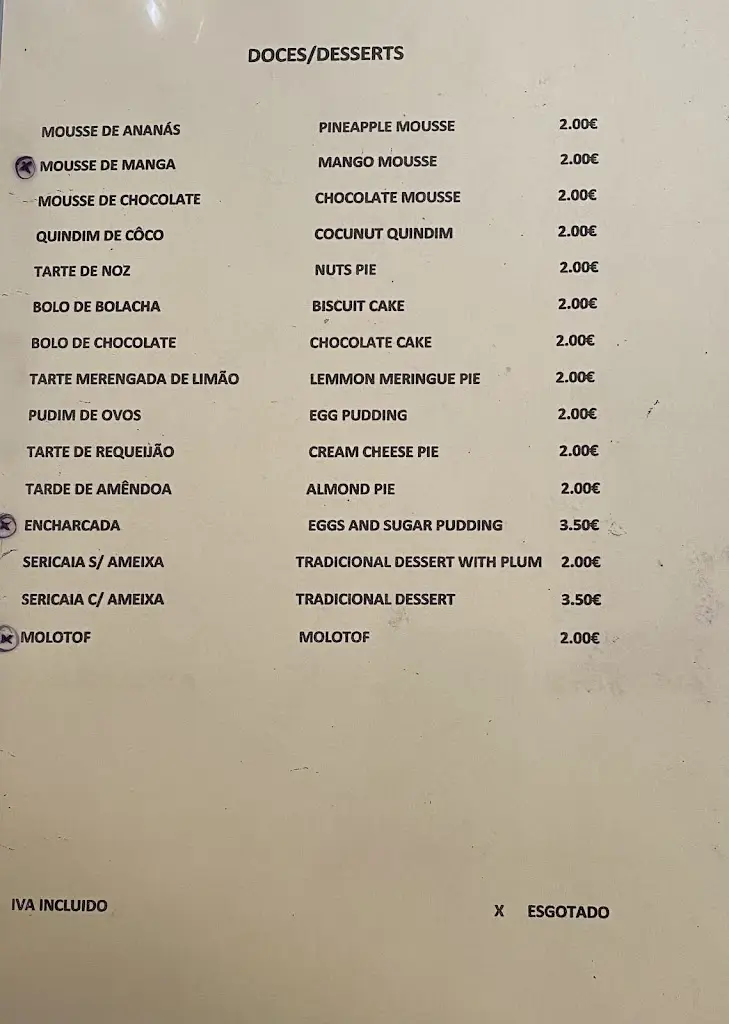 DOCES/DESSERTS
MOUSSE DE ANANÁS PINEAPPLE MOUSSE 2.00€
X MOUSSE DE MANGA MANGO MOUSSE 2.00€
MOUSSE DE CHOCOLATE CHOCOLATE MOUSSE 2.00€
QUINDIM DE CÔCO COCUNUT QUINDIM 2.00€
TARTE DE NOZ NUTS PIE 2.00€
BOLO DE BOLACHA BISCUIT CAKE 2.00€
BOLO DE CHOCOLATE CHOCOLATE CAKE 2.00€
TARTE MERENGADA DE LIMÃO LEMMON MERINGUE PIE 2.00€
PUDIM DE OVOS EGG PUDDING 2.00€
TARTE DE REQUEIJÃO CREAM CHEESE PIE 2.00€
TARDE DE AMÊNDOA ALMOND PIE 2.00€
X ENCHARCADA EGGS AND SUGAR PUDDING 3.50€
SERICAIA S/ AMEIXA TRADICIONAL DESSERT WITH PLUM 2.00€
SERICAIA C/ AMEIXA TRADICIONAL DESSERT 3.50€
X MOLOTOF MOLOTOF 2.00€
IVA INCLUIDO X ESGOTADO